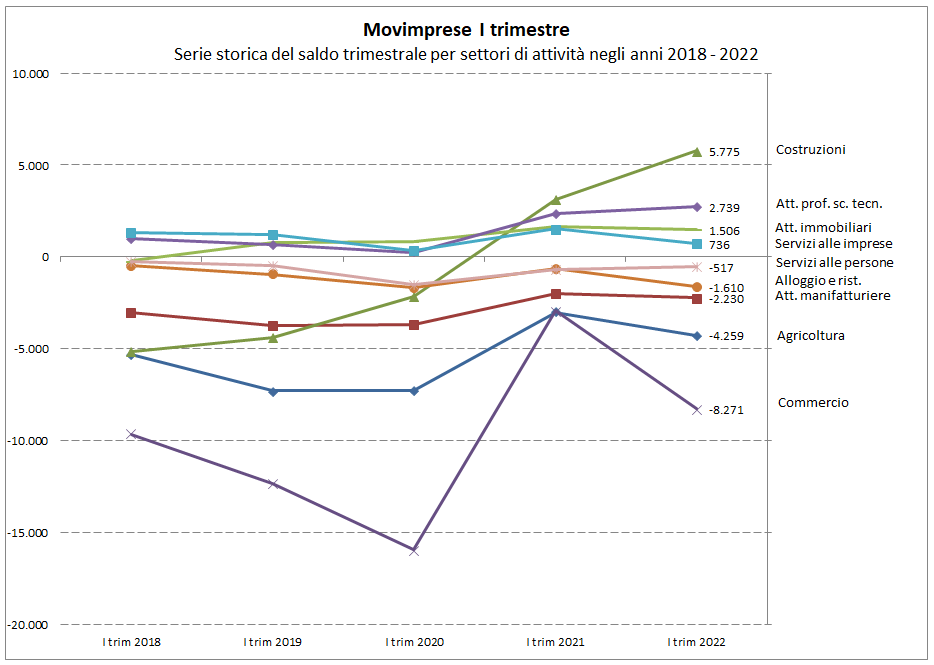 Movimprese I trimestre
Serie storica del saldo trimestrale per settori di attività negli anni 2018 - 2022
10.000
5.000
0
-5.000
-10.000
-15.000
-20.000
5.775 Costruzioni
2.739 Att. prof. sc. tecn.
1.506 Att. immobiliari
736 Servizi alle imprese
-517 Servizi alle persone
-1.610 Alloggio e rist.
-2.230 Att. manifatturiere
-4.259 Agricoltura
-8.271 Commercio
I trim 2018 I trim 2019 I trim 2020 I trim 2021 I trim 2022